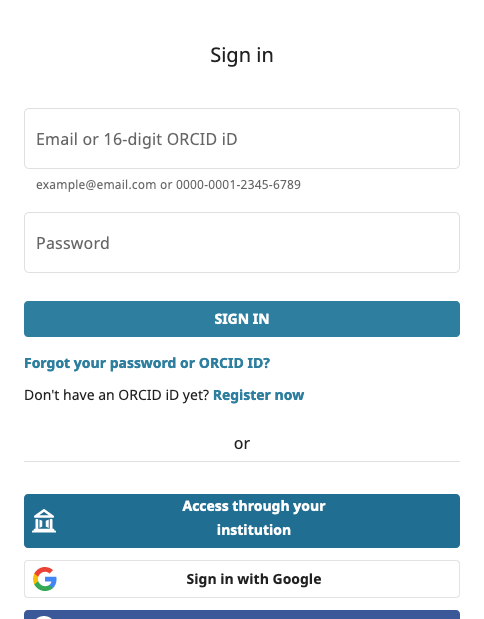 Sign in
Email or 16-digit ORCID iD
example@email.com or 0000-0001-2345-6789
Password
SIGN IN
Forgot your password or ORCID ID?
Don't have an ORCID iD yet? Register now
or
Access through your
institution
Sign in with Google